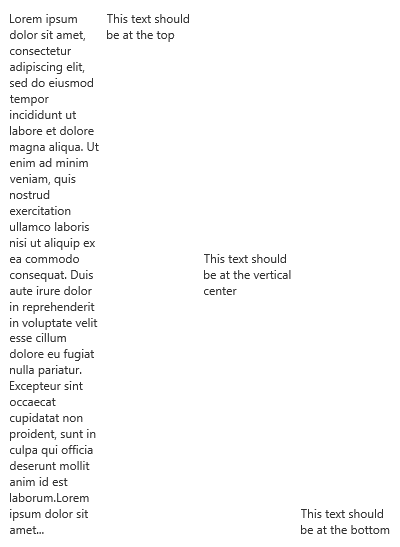 Lorem ipsum
dolor sit amet,
consectetur
adipiscing elit,
sed do eiusmod
tempor
incididunt ut
labore et dolore
magna aliqua. Ut
enim ad minim
veniam, quis
nostrud
exercitation
ullamco laboris
nisi ut aliquip ex
ea commodo
consequat. Duis
aute irure dolor
in reprehenderit
in voluptate velit
esse cillum
dolore eu fugiat
nulla pariatur.
Excepteur sint
occaecat
cupidatat non
proident, sunt in
culpa qui officia
deserunt mollit
anim id est
laborum.Lorem
ipsum dolor sit
amet...
This text should
be at the top
This text should
be at the vertical
center
This text should
be at the bottom